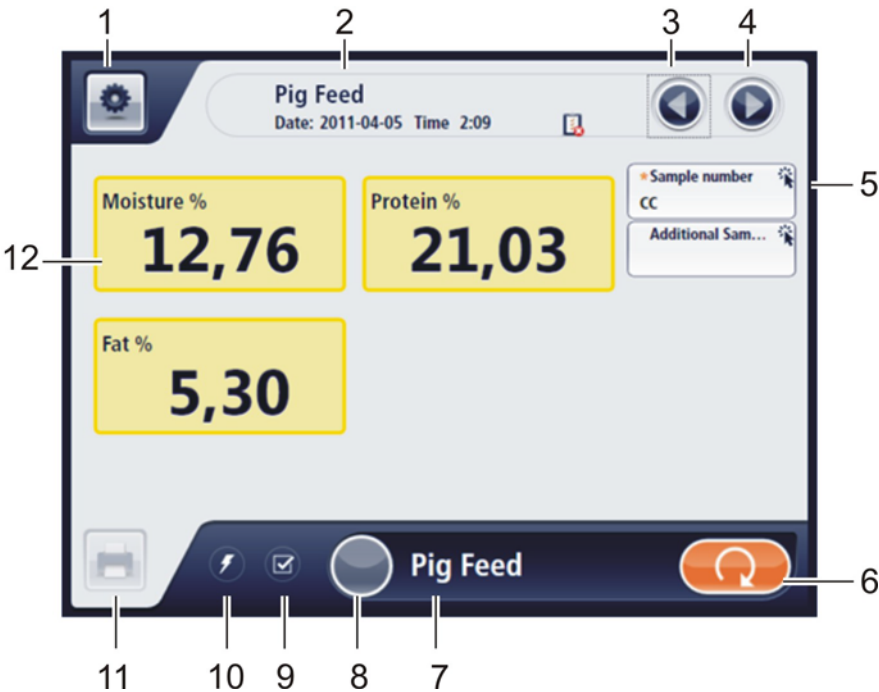 1
2
3
4
Pig Feed
Date: 2011-04-05 Time 2:09
5
*Sample number
cc
Additional Sam...
Moisture %
12,76
Protein %
21,03
12
Fat %
5,30
Pig Feed
6
11
10
9
8
7